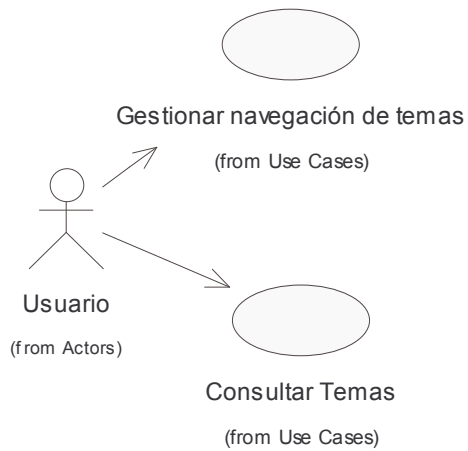 Gestionar navegación de temas
(from Use Cases)
Usuario
(from Actors)
Consultar Temas
(from Use Cases)